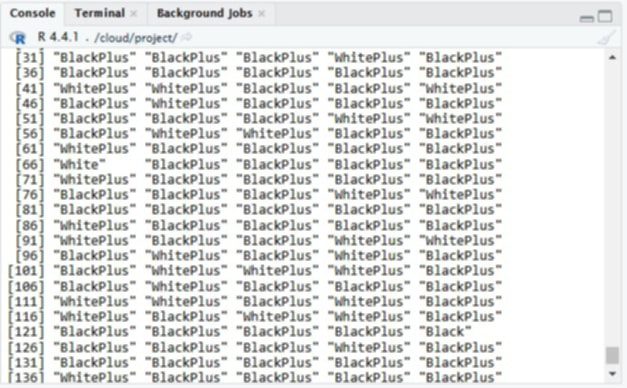 Console Terminal × Background Jobs ×
R 4.4.1 . /cloud/project/
[31] "BlackPlus" "BlackPlus" "BlackPlus" "WhitePlus" "BlackPlus"
[36] "BlackPlus" "BlackPlus" "BlackPlus" "BlackPlus" "BlackPlus"
[41] "WhitePlus" "WhitePlus" "BlackPlus" "BlackPlus" "WhitePlus"
[46] "BlackPlus" "WhitePlus" "BlackPlus" "BlackPlus" "BlackPlus"
[51] "BlackPlus" "BlackPlus" "BlackPlus" "WhitePlus" "WhitePlus"
[56] "BlackPlus" "WhitePlus" "WhitePlus" "BlackPlus" "BlackPlus"
[61] "WhitePlus" "BlackPlus" "BlackPlus" "BlackPlus" "BlackPlus"
[66] "White" "BlackPlus" "BlackPlus" "BlackPlus" "BlackPlus"
[71] "WhitePlus" "BlackPlus" "BlackPlus" "BlackPlus" "BlackPlus"
[76] "BlackPlus" "BlackPlus" "BlackPlus" "WhitePlus" "WhitePlus"
[81] "BlackPlus" "BlackPlus" "BlackPlus" "BlackPlus" "BlackPlus"
[86] "WhitePlus" "BlackPlus" "BlackPlus" "BlackPlus" "BlackPlus"
[91] "WhitePlus" "BlackPlus" "BlackPlus" "WhitePlus" "WhitePlus"
[96] "BlackPlus" "WhitePlus" "BlackPlus" "WhitePlus" "BlackPlus"
[101] "BlackPlus" "WhitePlus" "WhitePlus" "WhitePlus" "BlackPlus"
[106] "BlackPlus" "BlackPlus" "BlackPlus" "WhitePlus" "BlackPlus"
[111] "WhitePlus" "WhitePlus" "BlackPlus" "WhitePlus" "BlackPlus"
[116] "WhitePlus" "BlackPlus" "WhitePlus" "WhitePlus" "BlackPlus"
[121] "BlackPlus" "BlackPlus" "BlackPlus" "BlackPlus" "Black"
[126] "WhitePlus" "BlackPlus" "BlackPlus" "WhitePlus" "BlackPlus"
[131] "BlackPlus" "BlackPlus" "BlackPlus" "BlackPlus" "BlackPlus"
[136] "WhitePlus" "WhitePlus" "BlackPlus" "BlackPlus" "BlackPlus"